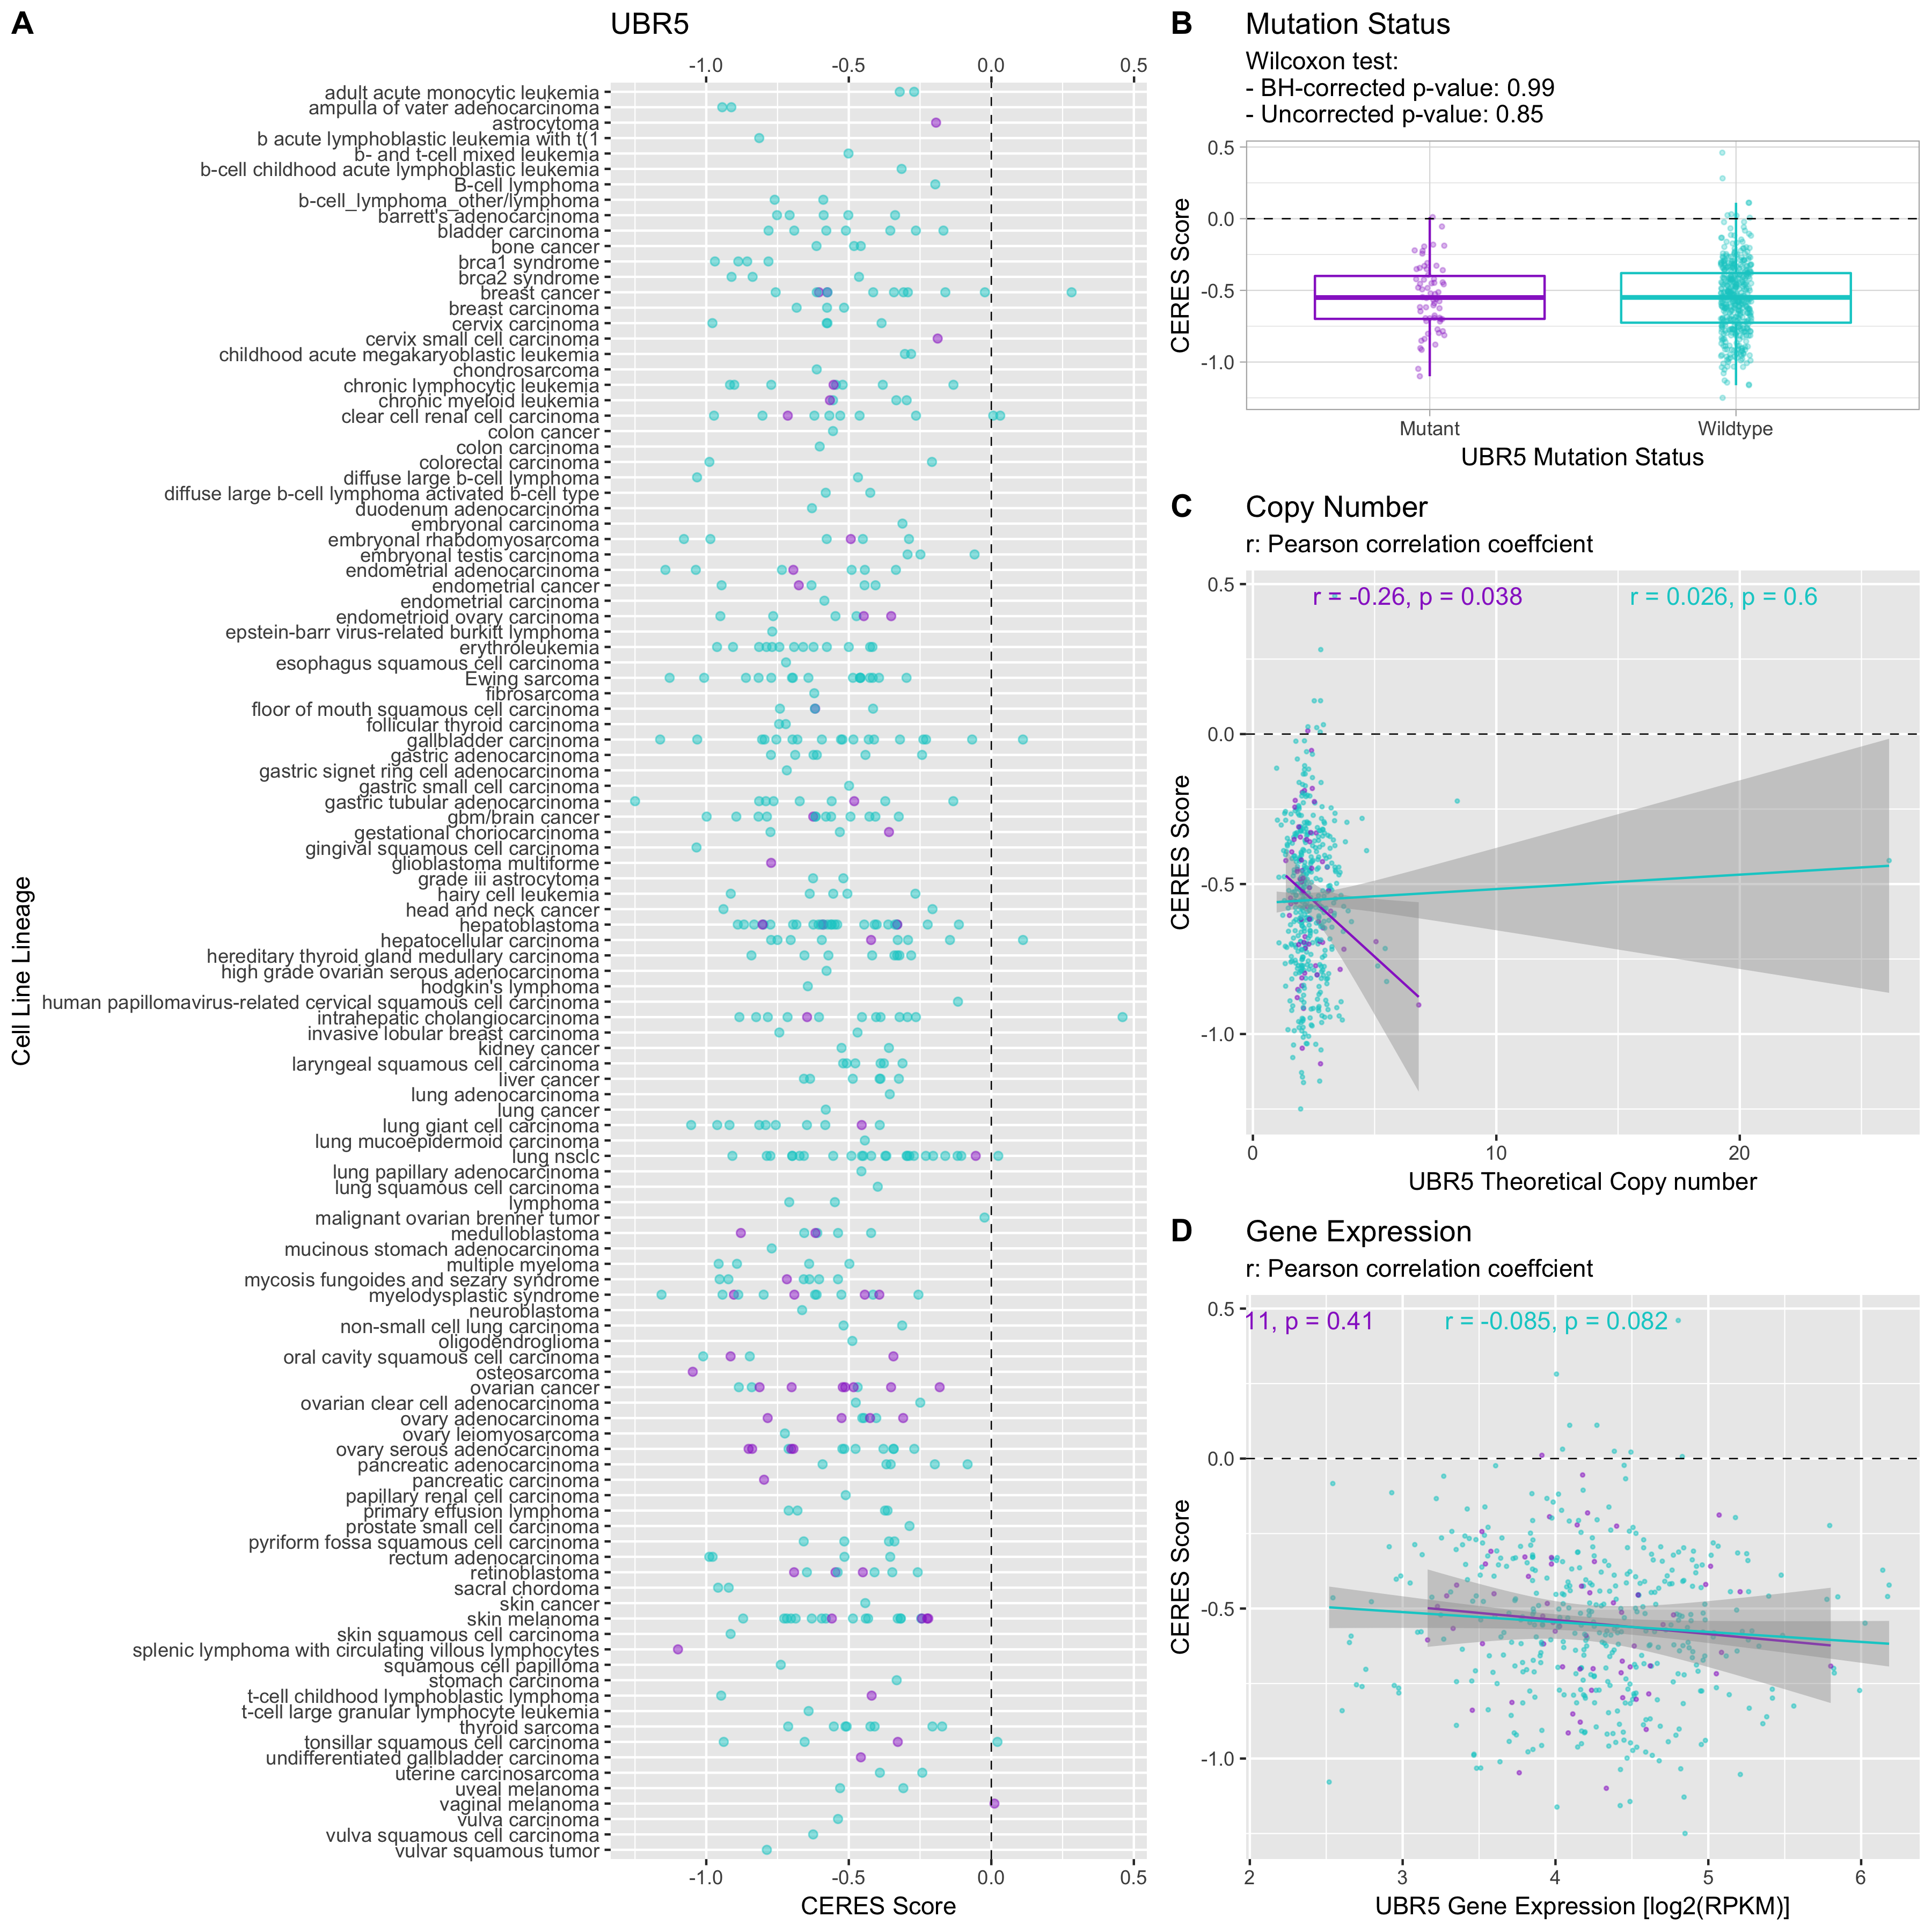 A
UBR5
-1.0 -0.5 0.0 0.5
adult acute monocytic leukemia
ampulla of vater adenocarcinoma
astrocytoma
b acute lymphoblastic leukemia with t(1
b- and t-cell mixed leukemia
b-cell childhood acute lymphoblastic leukemia
B-cell lymphoma
b-cell_lymphoma_other/lymphoma
barrett's adenocarcinoma
bladder carcinoma
bone cancer
brca1 syndrome
brca2 syndrome
breast cancer
breast carcinoma
cervix carcinoma
cervix small cell carcinoma
childhood acute megakaryoblastic leukemia
chondrosarcoma
chronic lymphocytic leukemia
chronic myeloid leukemia
clear cell renal cell carcinoma
colon cancer
colon carcinoma
colorectal carcinoma
diffuse large b-cell lymphoma
diffuse large b-cell lymphoma activated b-cell type
duodenum adenocarcinoma
embryonal carcinoma
embryonal rhabdomyosarcoma
embryonal testis carcinoma
endometrial adenocarcinoma
endometrial cancer
endometrial carcinoma
endometrioid ovary carcinoma
epstein-barr virus-related burkitt lymphoma
erythroleukemia
esophagus squamous cell carcinoma
Ewing sarcoma
fibrosarcoma
floor of mouth squamous cell carcinoma
follicular thyroid carcinoma
gallbladder carcinoma
gastric adenocarcinoma
gastric signet ring cell adenocarcinoma
gastric small cell carcinoma
gastric tubular adenocarcinoma
gbm/brain cancer
gestational choriocarcinoma
gingival squamous cell carcinoma
glioblastoma multiforme
grade iii astrocytoma
hairy cell leukemia
head and neck cancer
hepatoblastoma
hepatocellular carcinoma
hereditary thyroid gland medullary carcinoma
high grade ovarian serous adenocarcinoma
hodgkin's lymphoma
human papillomavirus-related cervical squamous cell carcinoma
intrahepatic cholangiocarcinoma
invasive lobular breast carcinoma
kidney cancer
laryngeal squamous cell carcinoma
liver cancer
lung adenocarcinoma
lung cancer
lung giant cell carcinoma
lung mucoepidermoid carcinoma
lung nsclc
lung papillary adenocarcinoma
lung squamous cell carcinoma
lymphoma
malignant ovarian brenner tumor
medulloblastoma
mucinous stomach adenocarcinoma
multiple myeloma
mycosis fungoides and sezary syndrome
myelodysplastic syndrome
neuroblastoma
non-small cell lung carcinoma
oligodendroglioma
oral cavity squamous cell carcinoma
osteosarcoma
ovarian cancer
ovarian clear cell adenocarcinoma
ovary adenocarcinoma
ovary leiomyosarcoma
ovary serous adenocarcinoma
pancreatic adenocarcinoma
pancreatic carcinoma
papillary renal cell carcinoma
primary effusion lymphoma
prostate small cell carcinoma
pyriform fossa squamous cell carcinoma
rectum adenocarcinoma
retinoblastoma
sacral chordoma
skin cancer
skin melanoma
skin squamous cell carcinoma
splenic lymphoma with circulating villous lymphocytes
squamous cell papilloma
stomach carcinoma
t-cell childhood lymphoblastic lymphoma
t-cell large granular lymphocyte leukemia
thyroid sarcoma
tonsillar squamous cell carcinoma
undifferentiated gallbladder carcinoma
uterine carcinosarcoma
uveal melanoma
vaginal melanoma
vulva carcinoma
vulva squamous cell carcinoma
vulvar squamous tumor
-1.0 -0.5 0.0 0.5
CERES Score
Cell Line Lineage
B
Mutation Status
Wilcoxon test:
- BH-corrected p-value: 0.99
- Uncorrected p-value: 0.85
0.5
0.0
-0.5
-1.0
CERES Score
Mutant Wildtype
UBR5 Mutation Status
C
Copy Number
r: Pearson correlation coeffcient
r = -0.26, p = 0.038 r = 0.026, p = 0.6
0.5
0.0
-0.5
-1.0
CERES Score
0 10 20
UBR5 Theoretical Copy number
D
Gene Expression
r: Pearson correlation coeffcient
11, p = 0.41 r = -0.085, p = 0.082
0.5
0.0
-0.5
-1.0
CERES Score
2 3 4 5 6
UBR5 Gene Expression [log2(RPKM)]